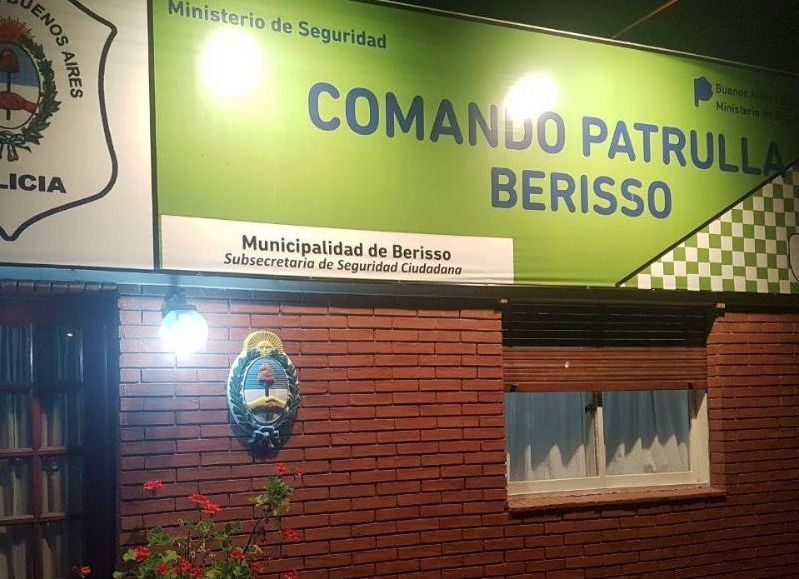 BUENOS AIRES
LICIA
Ministerio de Seguridad
COMANDO PATRULLA
BERISSO
Buenos
Ministerio de
Municipalidad de Berisso
Subsecretaria de Seguridad Ciudadana